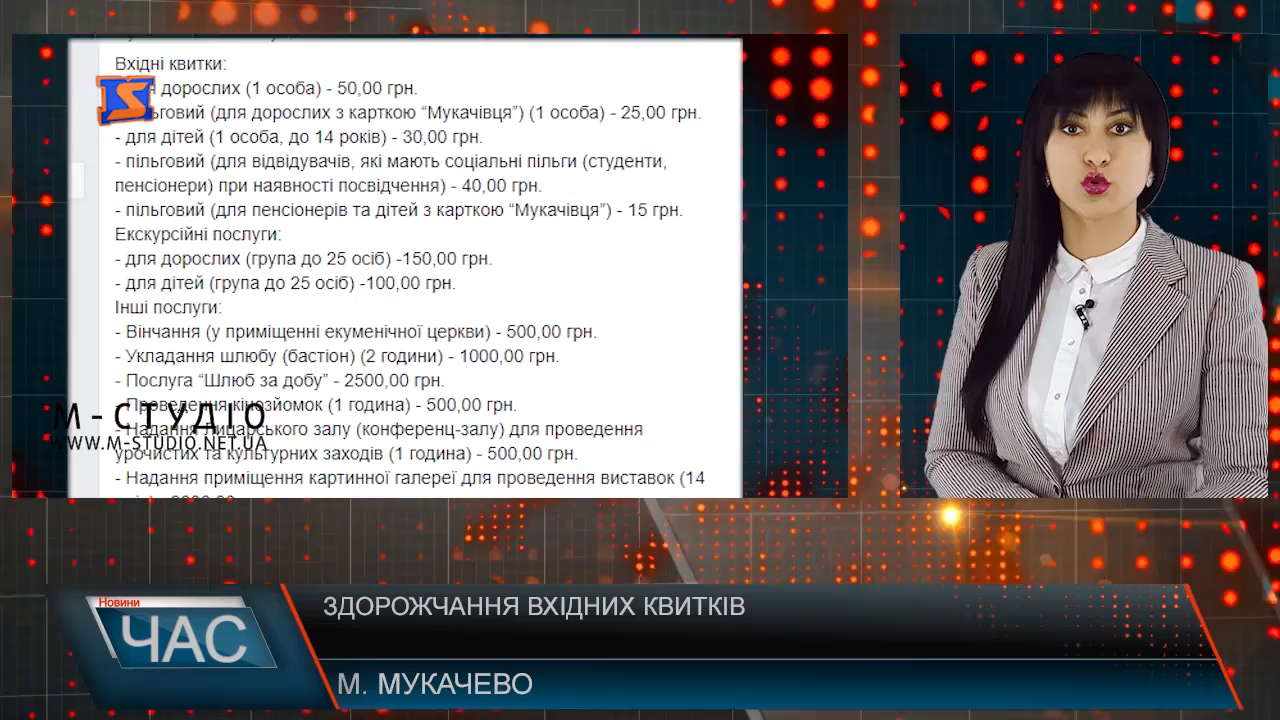 Вхідні квитки:
дорослих (1 особа) - 50,00 грн.
(для дорослих з карткою “Мукачівця”) (1 особа) - 25,00 грн.
- для дітей (1 особа, до 14 років) - 30,00 грн.
- пільговий (для відвідувачів, які мають соціальні пільги (студенти,
пенсіонери) при наявності посвідчення) - 40,00 грн.
- пільговий (для пенсіонерів та дітей з карткою “Мукачівця”) - 15 грн.
Екскурсійні послуги:
- для дорослих (група до 25 осіб) -150,00 грн.
- для дітей (група до 25 осіб) -100,00 грн.
Інші послуги:
- Вінчання (у приміщенні екуменічної церкви) - 500,00 грн.
- Укладання шлюбу (бастіон) (2 години) - 1000,00 грн.
- Послуга “Шлюб за добу” - 2500,00 грн.
- Проведення кінозйомок (1 година) - 500,00 грн.
М-СТУДІО
- Надання лицарського залу (конференц-залу) для проведення
WWW.M-STUDIO.NET.UA
урочистих та культурних заходів (1 година) - 500,00 грн.
- Надання приміщення картинної галереї для проведення виставок (14
Новини
ЧАС
ЗДОРОЖЧАННЯ ВХІДНИХ КВИТКІВ
М. МУКАЧЕВО